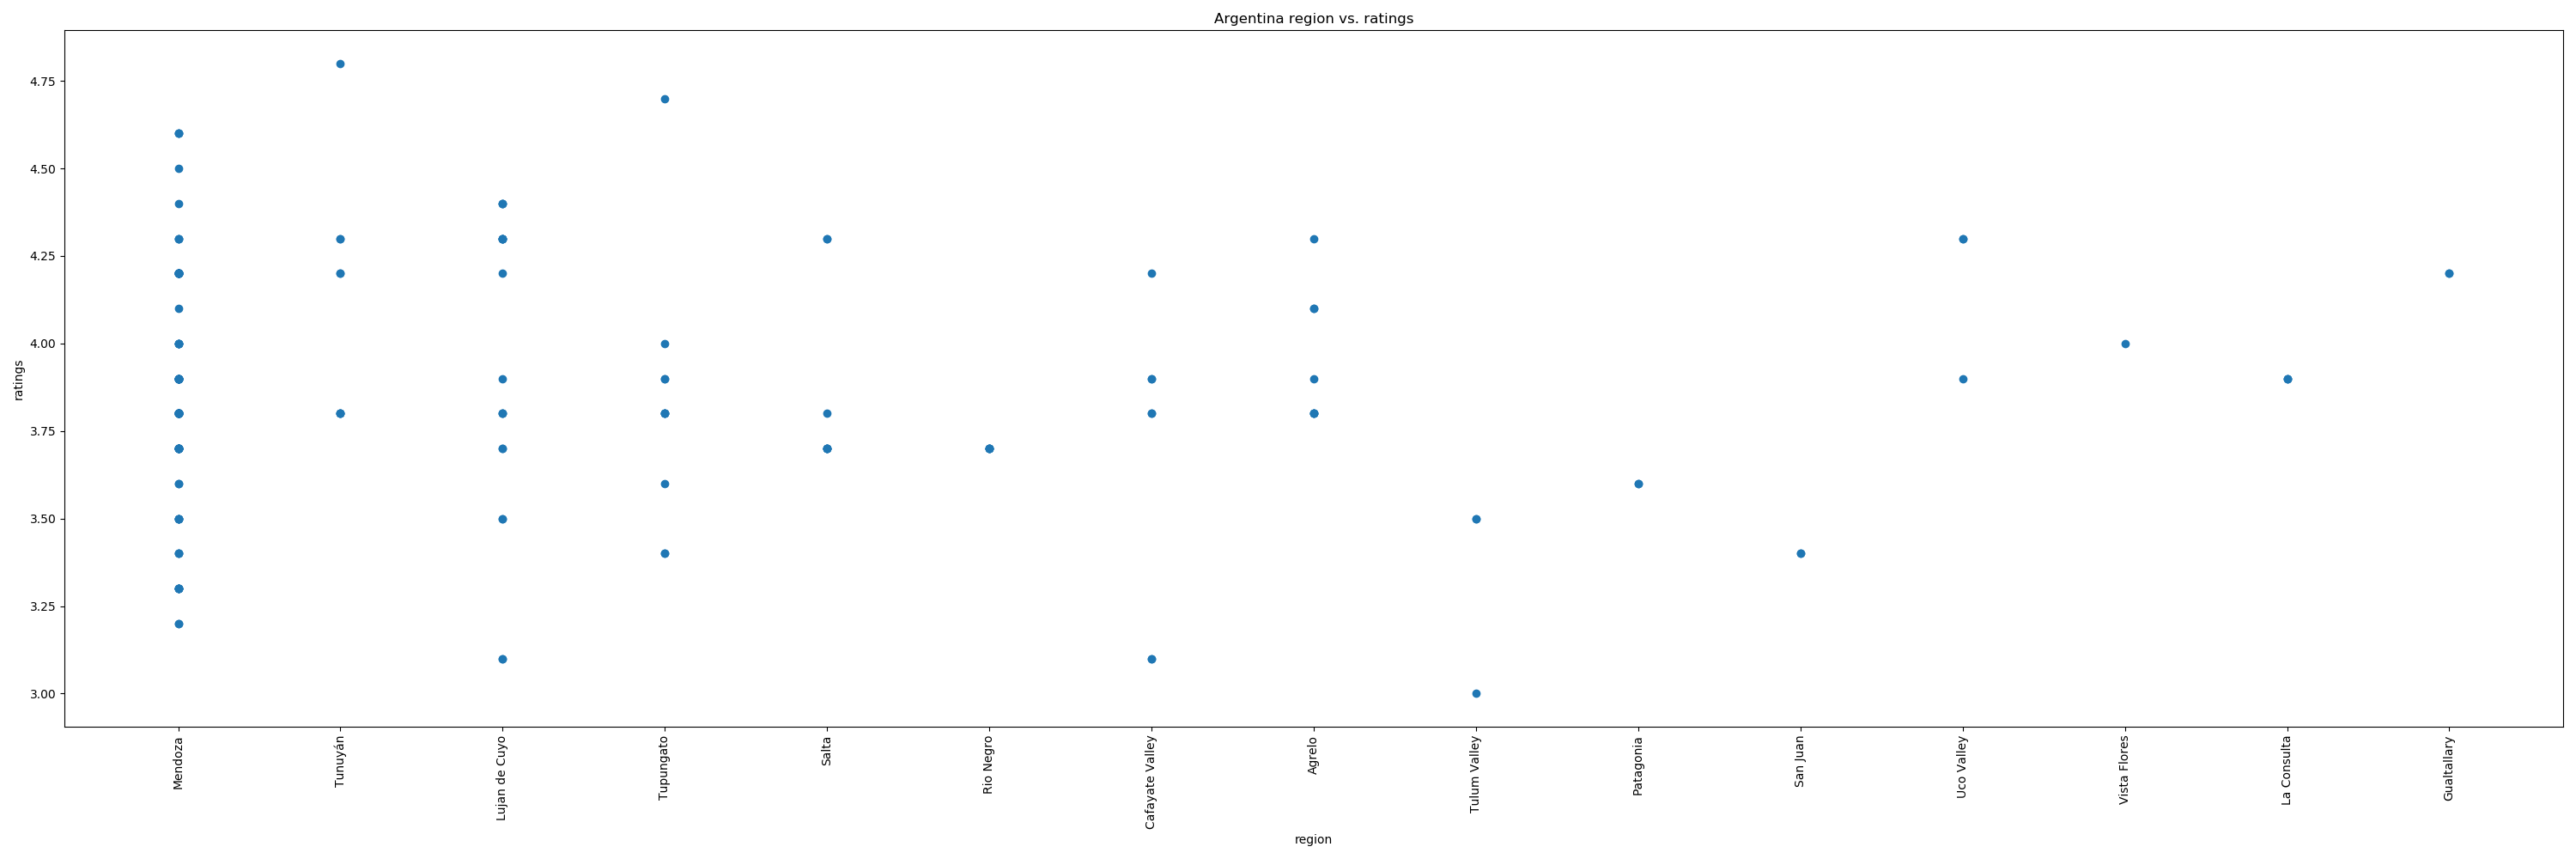 Argentina region vs. ratings
4.75
4.50
4.25
4.00
3.75
3.50
3.25
3.00
ratings
Mendoza
Tunuyán
Lujan de Cuyo
Tupungato
Salta
Rio Negro
Cafayate Valley
Agrelo
Tulum Valley
Patagonia
San Juan
Uco Valley
Vista Flores
La Consulta
Gualtallary
region